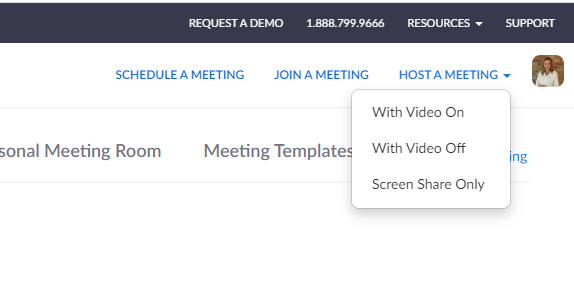 REQUEST A DEMO 1.888.799.9666 RESOURCES SUPPORT
SCHEDULE A MEETING JOIN A MEETING HOST A MEETING
With Video On
With Video Off
Screen Share Only
sonal Meeting Room Meeting Templates ing